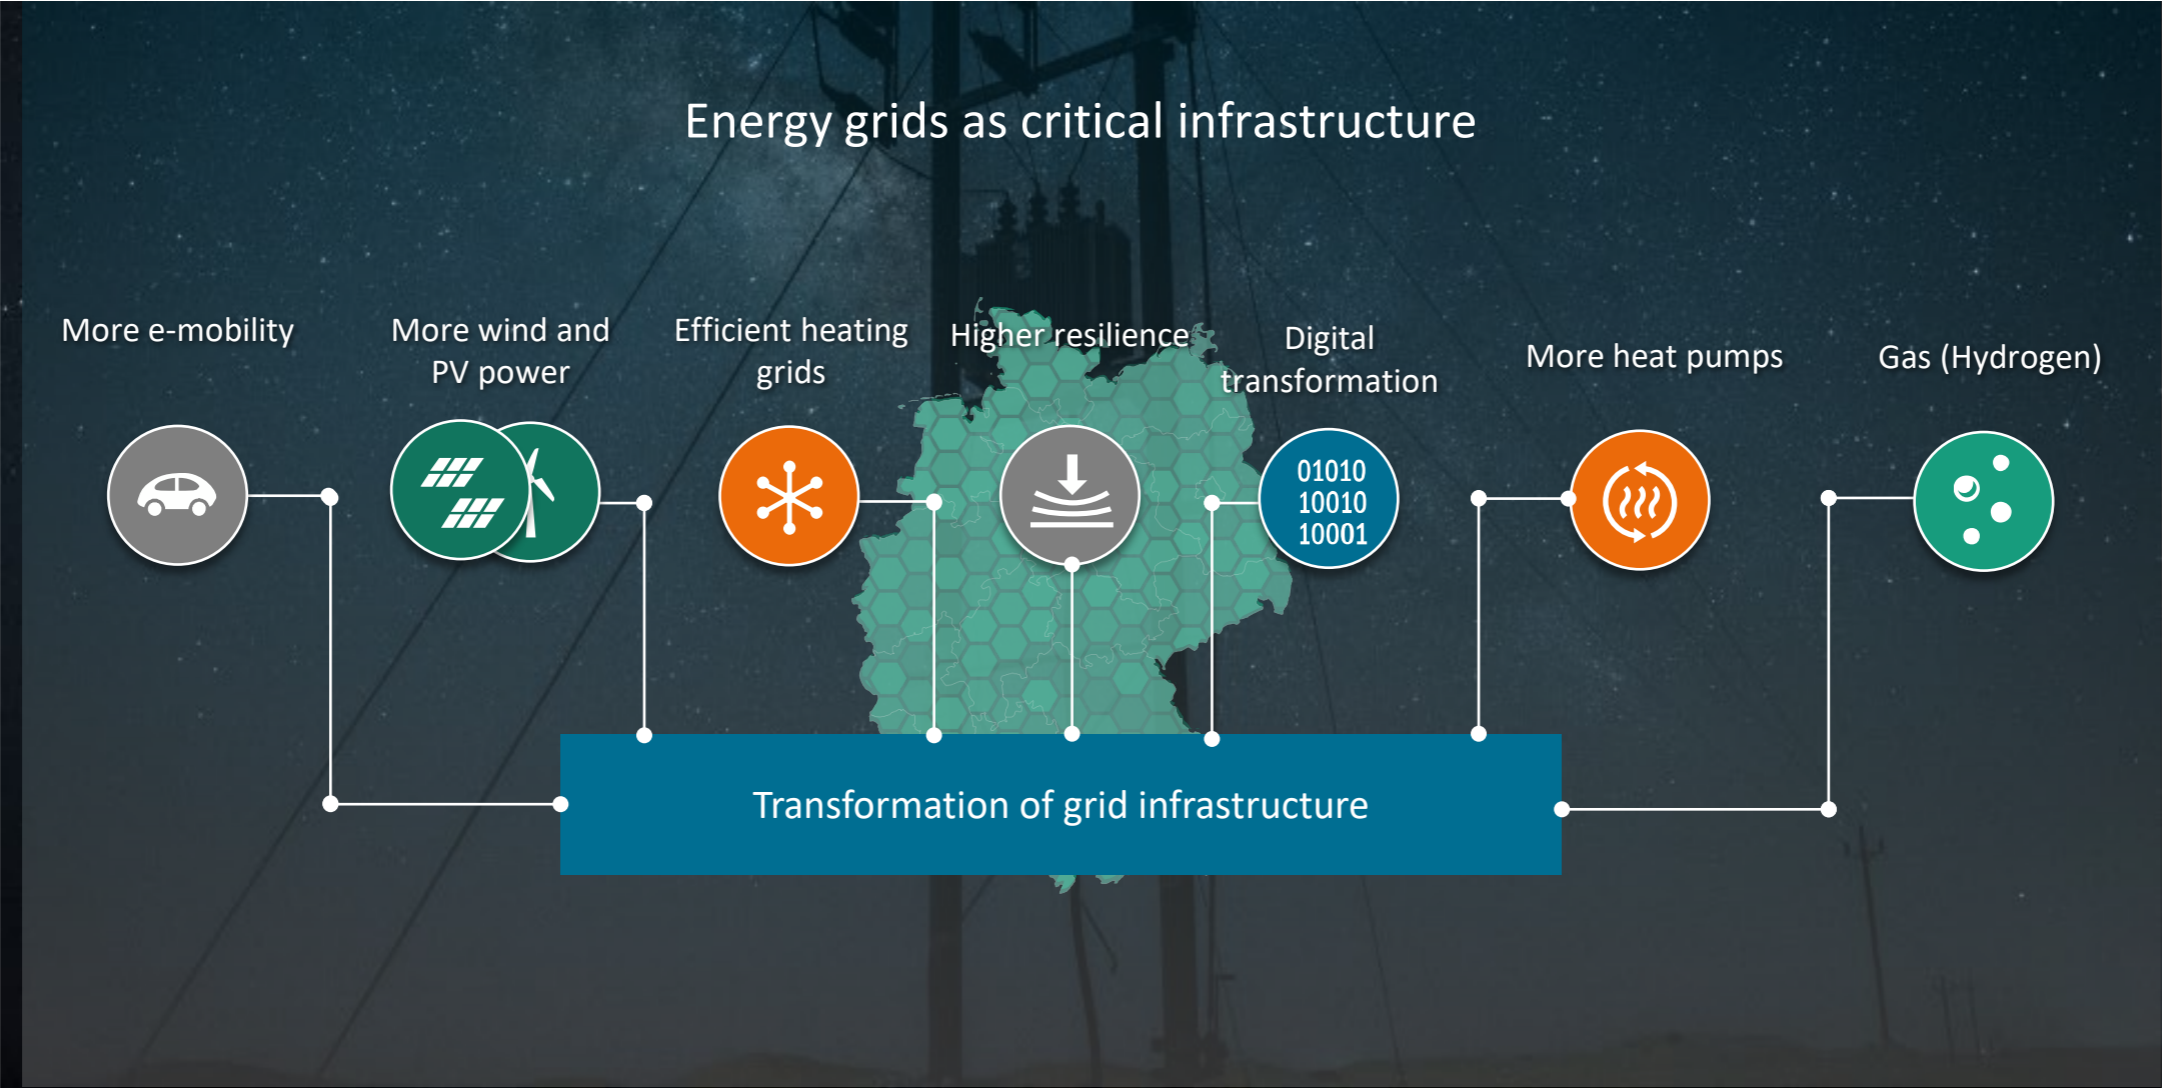 Energy grids as critical infrastructure
More e-mobility
More wind and
PV power
Efficient heating
grids
Higher resilience
Digital
transformation
More heat pumps
Gas (Hydrogen)
01010
10010
10001
Transformation of grid infrastructure